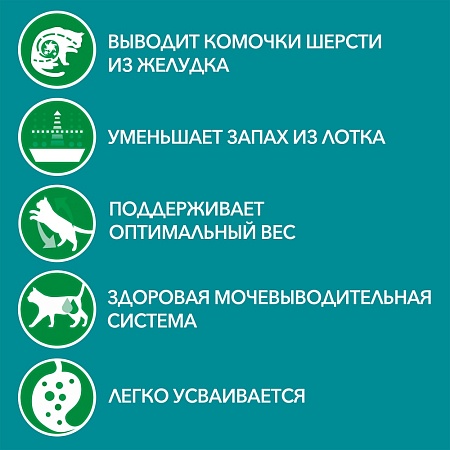 ВЫВОДИТ КОМОЧКИ ШЕРСТИ
ИЗ ЖЕЛУДКА
УМЕНЬШАЕТ ЗАПАХ ИЗ ЛОТКА
ПОДДЕРЖИВАЕТ
ОПТИМАЛЬНЫЙ ВЕС
ЗДОРОВАЯ МОЧЕВЫВОДИТЕЛЬНАЯ
СИСТЕМА
ЛЕГКО УСВАИВАЕТСЯ